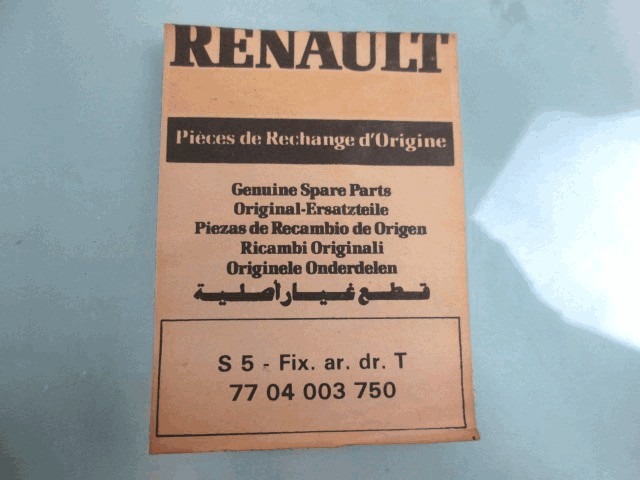 RENAULT
Pièces de Rechange d'Origine
Genuine Spare Parts
Original-Ersatzteile
Piezas de Recambio de Origen
Ricambi Originali
Originele Onderdelen
قطع غيار أصلية
S 5 - Fix. ar. dr. T
77 04 003 750